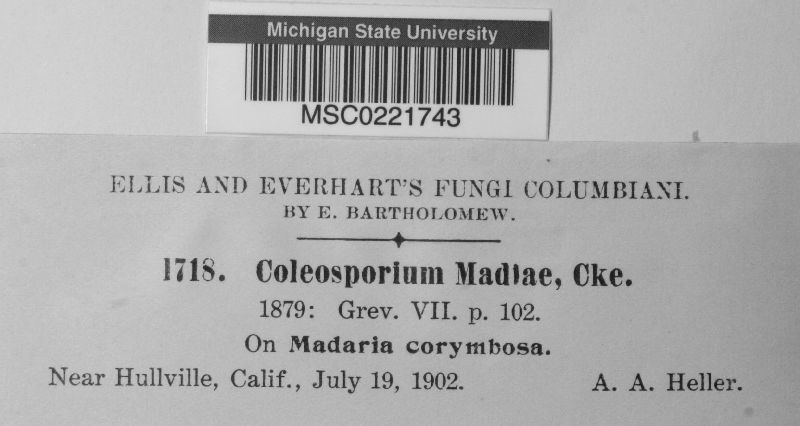 Michigan State University
MSC0221743
ELLIS AND EVERHART'S FUNGI COLUMBIANI.
BY E. BARTHOLOMEW.
1718. Coleosporium Madiae, Cke.
1879: Grev. VII. p. 102.
On Madaria corymbosa.
Near Hullville, Calif., July 19, 1902. A. A. Heller.